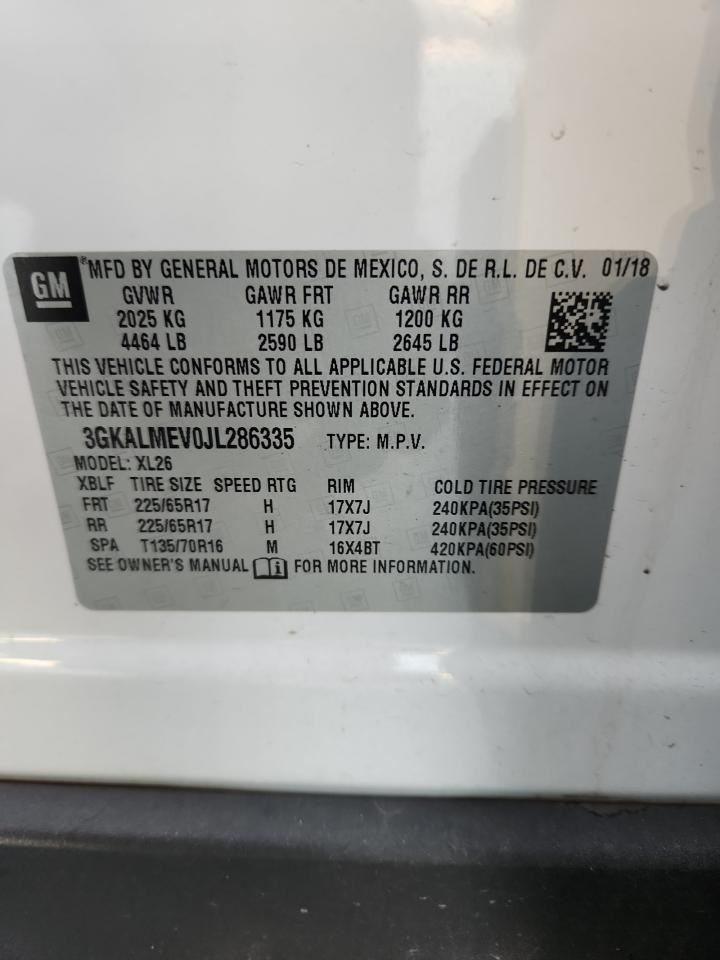 GM
®MFD BY GENERAL MOTORS DE MEXICO, S. DE R.L. DE C.V. 01/18
GVWR GAWR FRT GAWR RR
2025 KG 1175 KG 1200 KG
4464 LB 2590 LB 2645 LB
THIS VEHICLE CONFORMS TO ALL APPLICABLE U.S. FEDERAL MOTOR
VEHICLE SAFETY AND THEFT PREVENTION STANDARDS IN EFFECT ON
THE DATE OF MANUFACTURE SHOWN ABOVE.
3GKALMEV0JL286335 TYPE: M.P.V.
MODEL: XL26
XBLF TIRE SIZE SPEED RTG RIM COLD TIRE PRESSURE
FRT 225/65R17 H 17X7J 240KPA(35PSI)
RR 225/65R17 H 17X7J 240KPA(35PSI)
SPA T135/70R16 M 16X4BT 420KPA(60PSI)
SEE OWNER'S MANUAL FOR MORE INFORMATION.